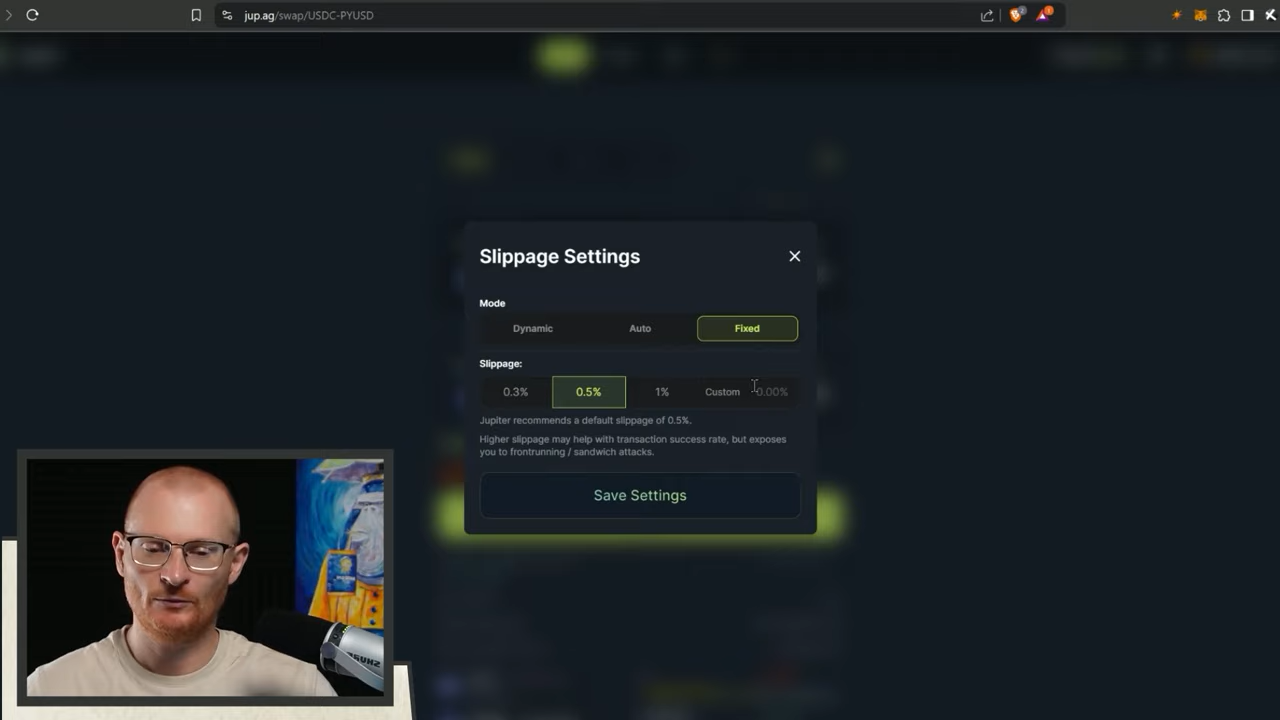 jup.ag/swap/USDC-PYUSD
Slippage Settings
Mode
Dynamic Auto Fixed
Slippage:
0.3% 0.5% 1% Custom 0.00%
Jupiter recommends a default slippage of 0.5%.
Higher slippage may help with transaction success rate, but exposes
you to frontrunning / sandwich attacks.
Save Settings